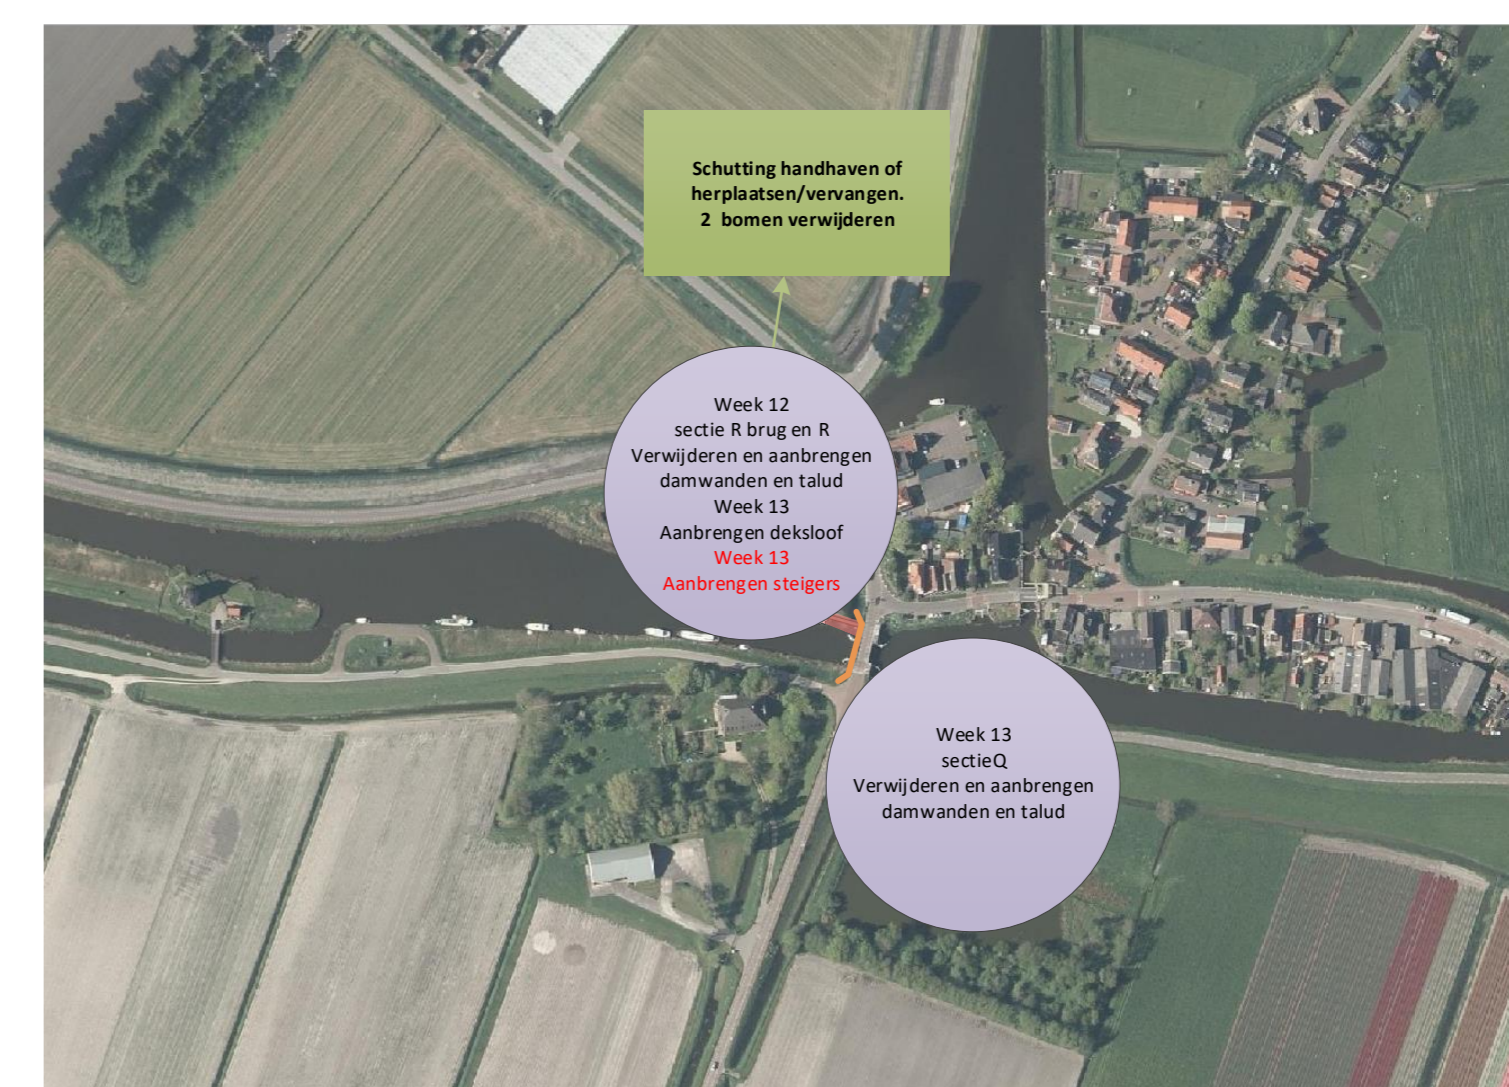 Schutting handhaven of
herplaatsen/vervangen.
2 bomen verwijderen
Week 12
sectie R brug en R
Verwijderen en aanbrengen
damwanden en talud
Week 13
Aanbrengen deksloof
Week 13
Aanbrengen steigers
Week 13
sectieQ
Verwijderen en aanbrengen
damwanden en talud